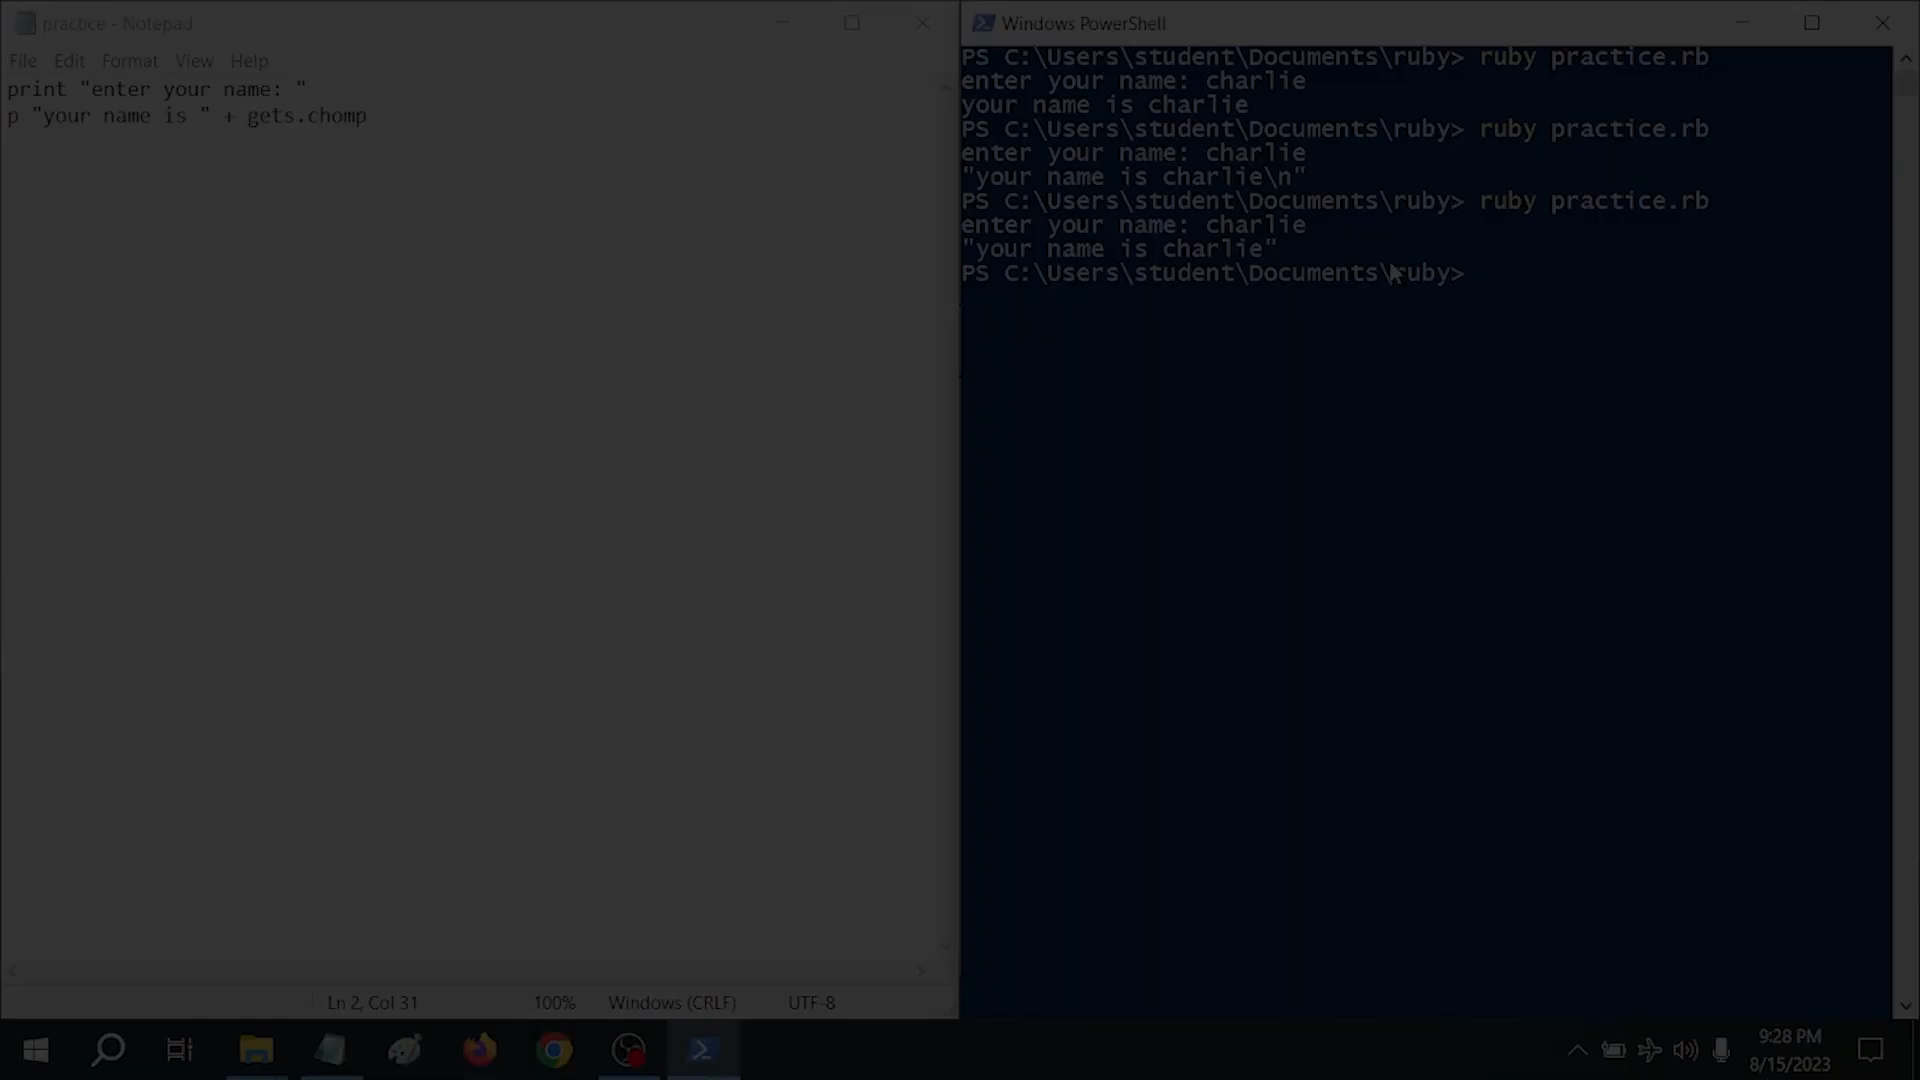 practice - Notepad
File Edit Format View Help
print "enter your name: "
p "your name is " + gets.chomp
Ln 2, Col 31
100%
Windows (CRLF)
UTF-8
Windows PowerShell
PS C:\Users\student\Documents\ruby> ruby practice.rb
enter your name: charlie
your name is charlie
PS C:\Users\student\Documents\ruby> ruby practice.rb
enter your name: charlie
"your name is charlie\n"
PS C:\Users\student\Documents\ruby> ruby practice.rb
enter your name: charlie
"your name is charlie"
PS C:\Users\student\Documents\ruby>
9:28 PM
8/15/2023